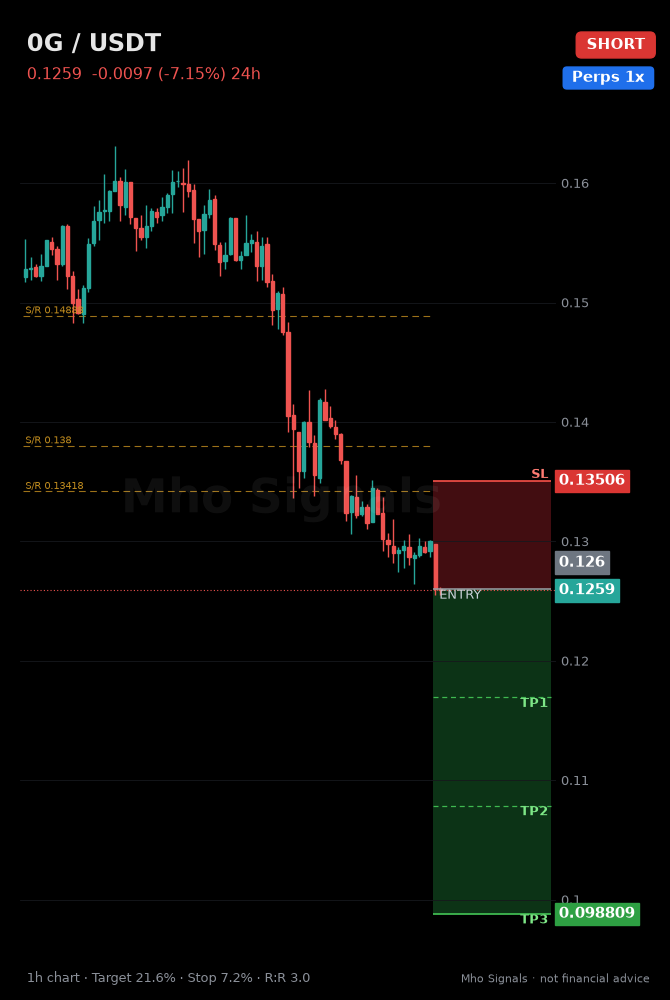 0G / USDT
SHORT
0.1259 -0.0097 (-7.15%) 24h
Perps 1x
0.16
0.15
S/R 0.1488
0.14
S/R 0.138
SL
0.13506
S/R 0.13418
Mho Signals
0.13
0.126
0.1259
ENTRY
0.12
TP1
0.11
TP2
0.1
0.098809
TP3
1h chart · Target 21.6% · Stop 7.2% · R:R 3.0
Mho Signals · not financial advice